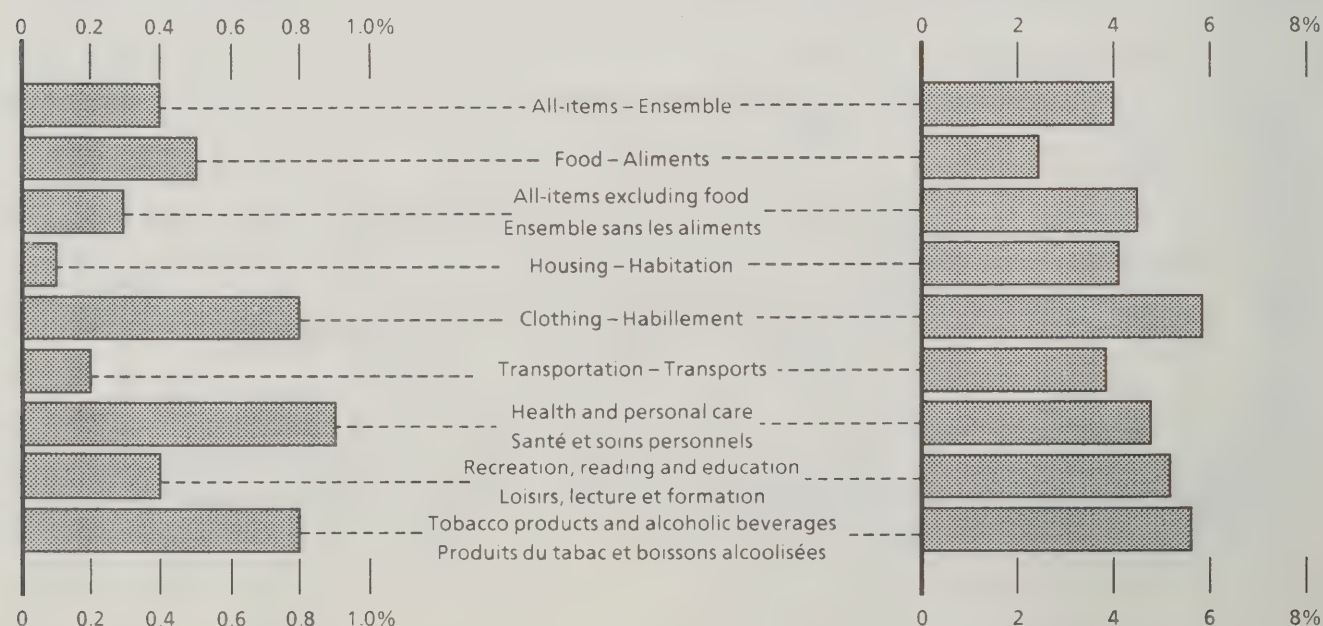 0 0.2 0.4 0.6 0.8 1.0% 0 2 4 6 8%
All-items – Ensemble
Food – Aliments
All-items excluding food
Ensemble sans les aliments
Housing – Habitation
Clothing – Habillement
Transportation – Transports
Health and personal care
Santé et soins personnels
Recreation, reading and education
Loisirs, lecture et formation
Tobacco products and alcoholic beverages
Produits du tabac et boissons alcoolisées
0 0.2 0.4 0.6 0.8 1.0% 0 2 4 6 8%